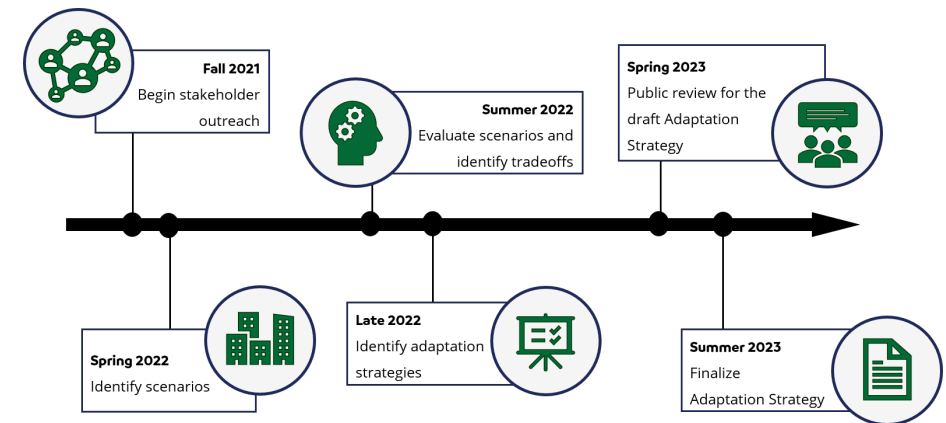 Fall 2021
Begin stakeholder
outreach
Spring 2022
Identify scenarios
Summer 2022
Evaluate scenarios and
identify tradeoffs
Late 2022
Identify adaptation
strategies
Spring 2023
Public review for the
draft Adaptation
Strategy
Summer 2023
Finalize
Adaptation Strategy